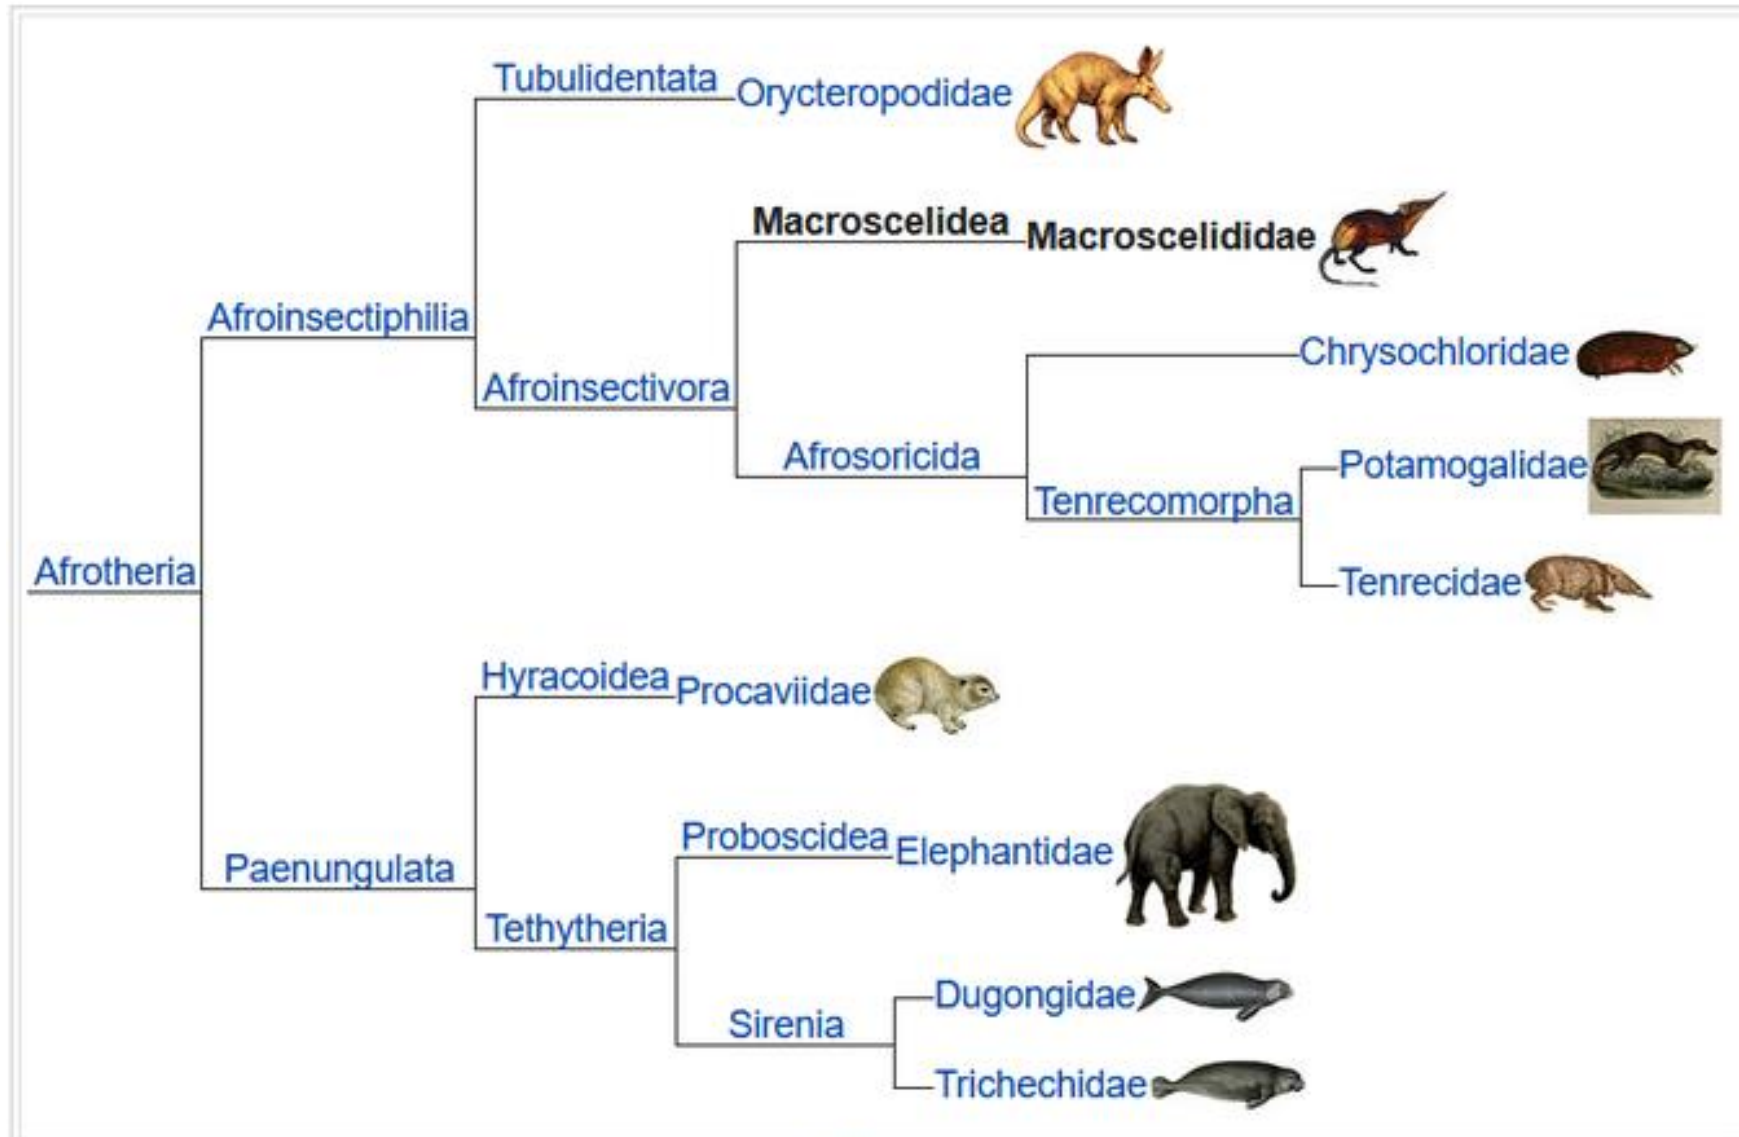 Tubulidentata
Orycteropodidae
Macroscelidea
Macroscelididae
Afroinsectiphilia
Chrysochloridae
Afroinsectivora
Afrosoricida
Potamogalidae
Tenrecomorpha
Afrotheria
Tenrecidae
Hyracoidea
Procaviidae
Proboscidea
Elephantidae
Paenungulata
Tethytheria
Dugongidae
Sirenia
Trichechidae